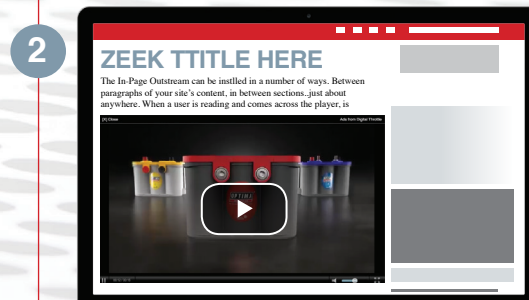 2
ZEEK TTITLE HERE
The In-Page Outstream can be instlled in a number of ways. Between
paragraphs of your site's content, in between sections..just about
anywhere. When a user is reading and comes across the player, is
[X] Close
Ads from Digital Throttle
OPTIMA